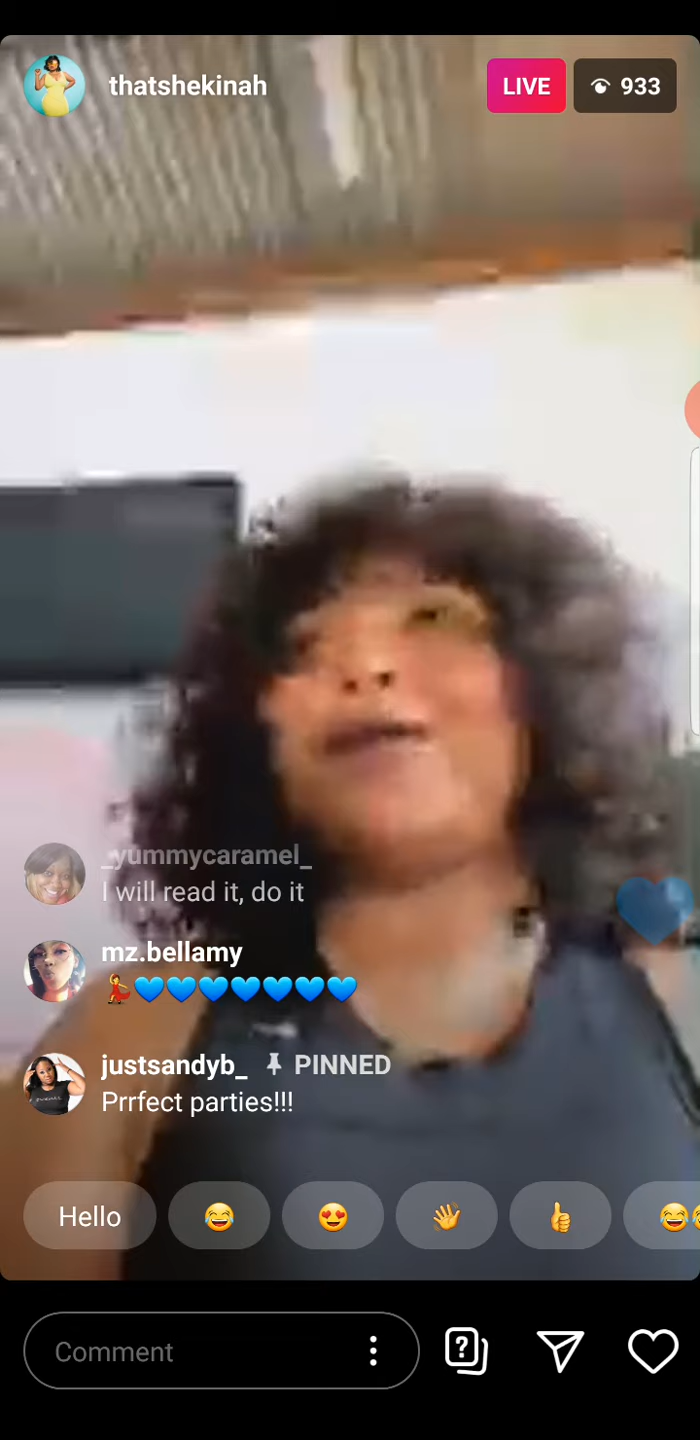 thatshekinah
LIVE
933
_yummycaramel_
I will read it, do it
mz.bellamy
💃💙💙💙💙💙💙💙
justsandyb_ PINNED
Prrfect parties!!!
Hello 😂 😍 👋 👍 😂
Comment